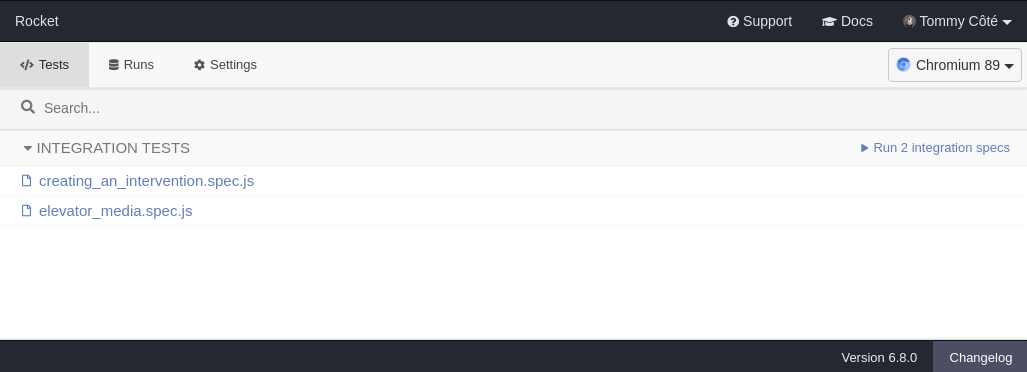 Rocket
Support
Docs
Tommy Côté
Tests
Runs
Settings
Chromium 89
Search...
INTEGRATION TESTS
Run 2 integration specs
creating_an_intervention.spec.js
elevator_media.spec.js
Version 6.8.0
Changelog